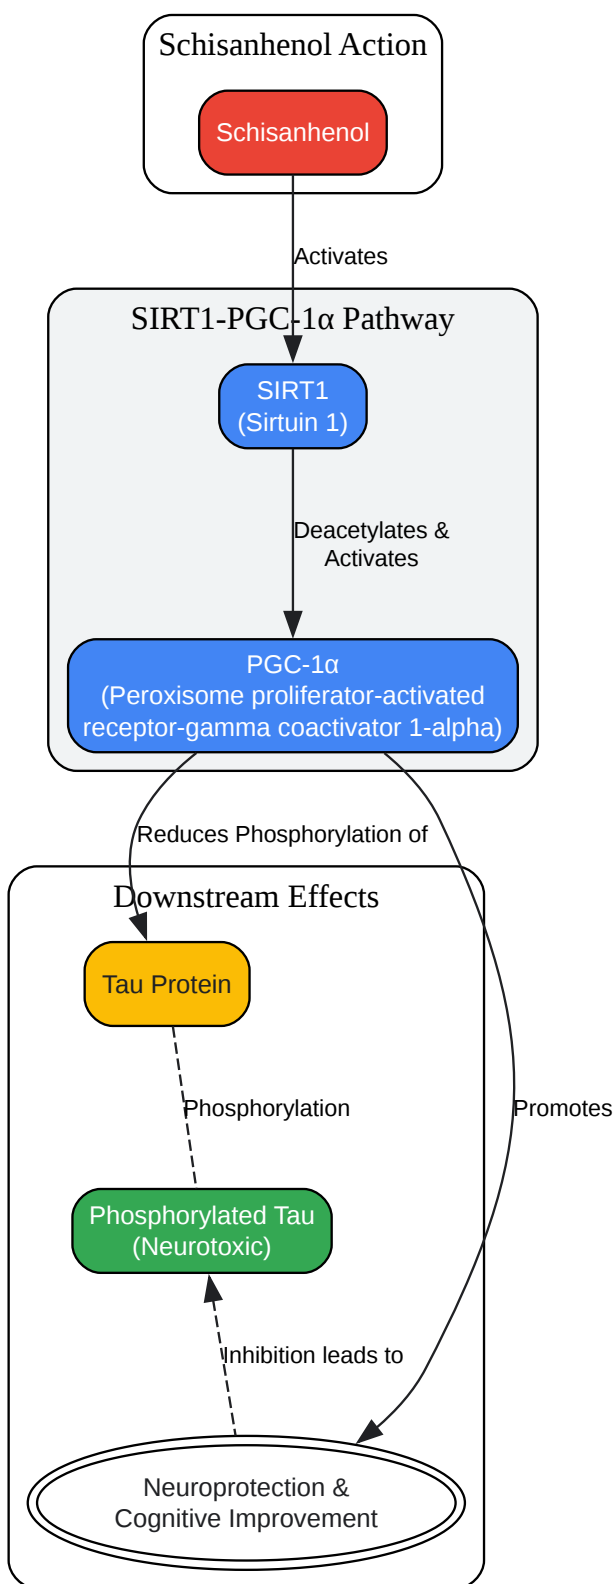 Schisanhenol Action
Schisanhenol
Activates
SIRT1-PGC-1α Pathway
SIRT1
(Sirtuin 1)
Deacetylates &
Activates
PGC-1α
(Peroxisome proliferator-activated
receptor-gamma coactivator 1-alpha)
Reduces Phosphorylation of
Downstream Effects
Tau Protein
Phosphorylation
Promotes
Phosphorylated Tau
(Neurotoxic)
Inhibition leads to
Neuroprotection &
Cognitive Improvement